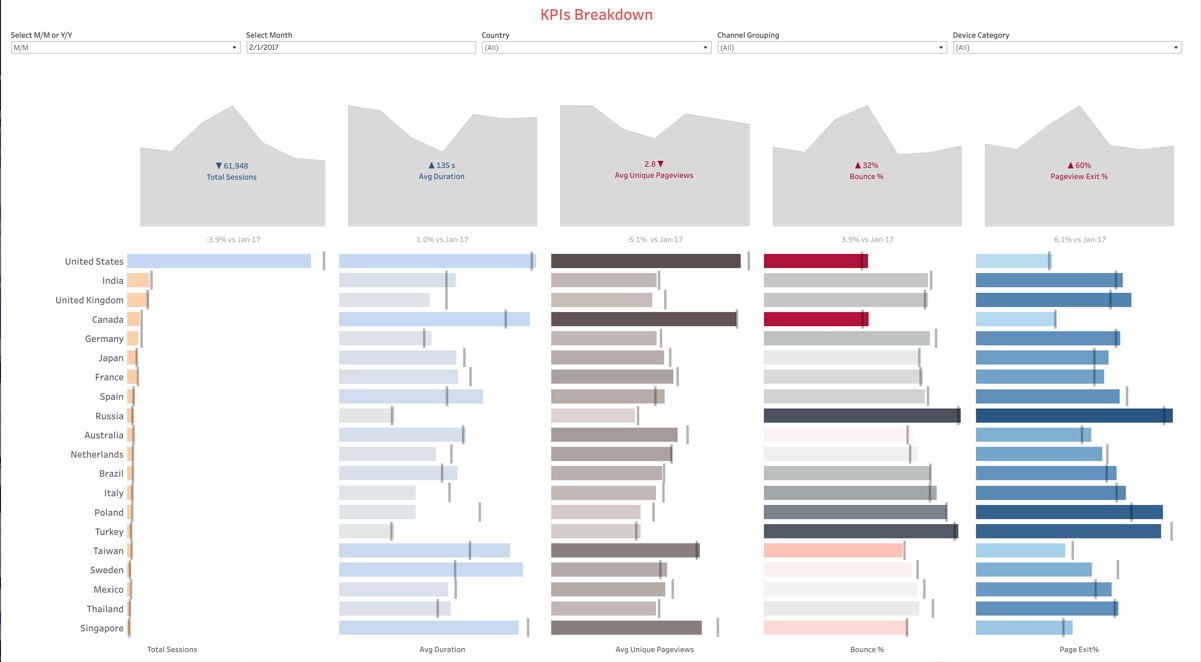 KPIs Breakdown
Select M/M or Y/Y Select Month Country Channel Grouping Device Category
M/M 2/1/2017 (All) (All) (All)
▼ 61,948 ▲ 135 s 2.8 ▼ ▲ 32% ▲ 60%
Total Sessions Avg Duration Avg Unique Pageviews Bounce % Pageview Exit %
-3.9% vs Jan-17 1.0% vs Jan-17 -5.1% vs Jan-17 3.9% vs Jan-17 6.1% vs Jan-17
United States
India
United Kingdom
Canada
Germany
Japan
France
Spain
Russia
Australia
Netherlands
Brazil
Italy
Poland
Turkey
Taiwan
Sweden
Mexico
Thailand
Singapore
Total Sessions Avg Duration Avg Unique Pageviews Bounce % Page Exit%